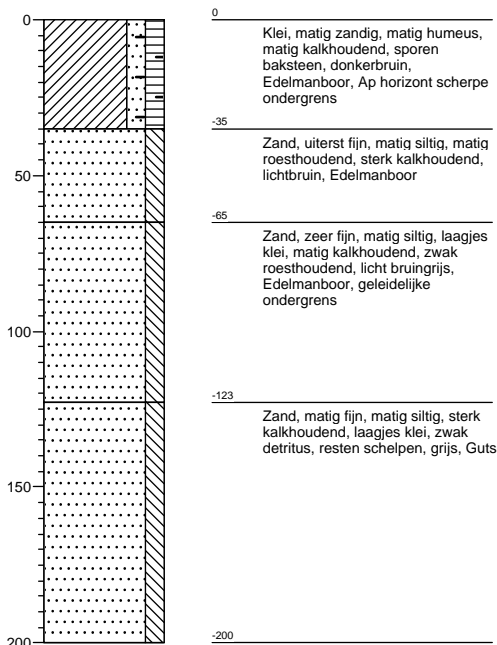 0
50
100
150
200
0
Klei, matig zandig, matig humeus,
matig kalkhoudend, sporen
baksteen, donkerbruin,
Edelmanboor, Ap horizont scherpe
ondergrens
-35
Zand, uiterst fijn, matig siltig, matig
roesthoudend, sterk kalkhoudend,
lichtbruin, Edelmanboor
-65
Zand, zeer fijn, matig siltig, laagjes
klei, matig kalkhoudend, zwak
roesthoudend, licht bruingrijs,
Edelmanboor, geleidelijke
ondergrens
-123
Zand, matig fijn, matig siltig, sterk
kalkhoudend, laagjes klei, zwak
detritus, resten schelpen, grijs, Guts
-200